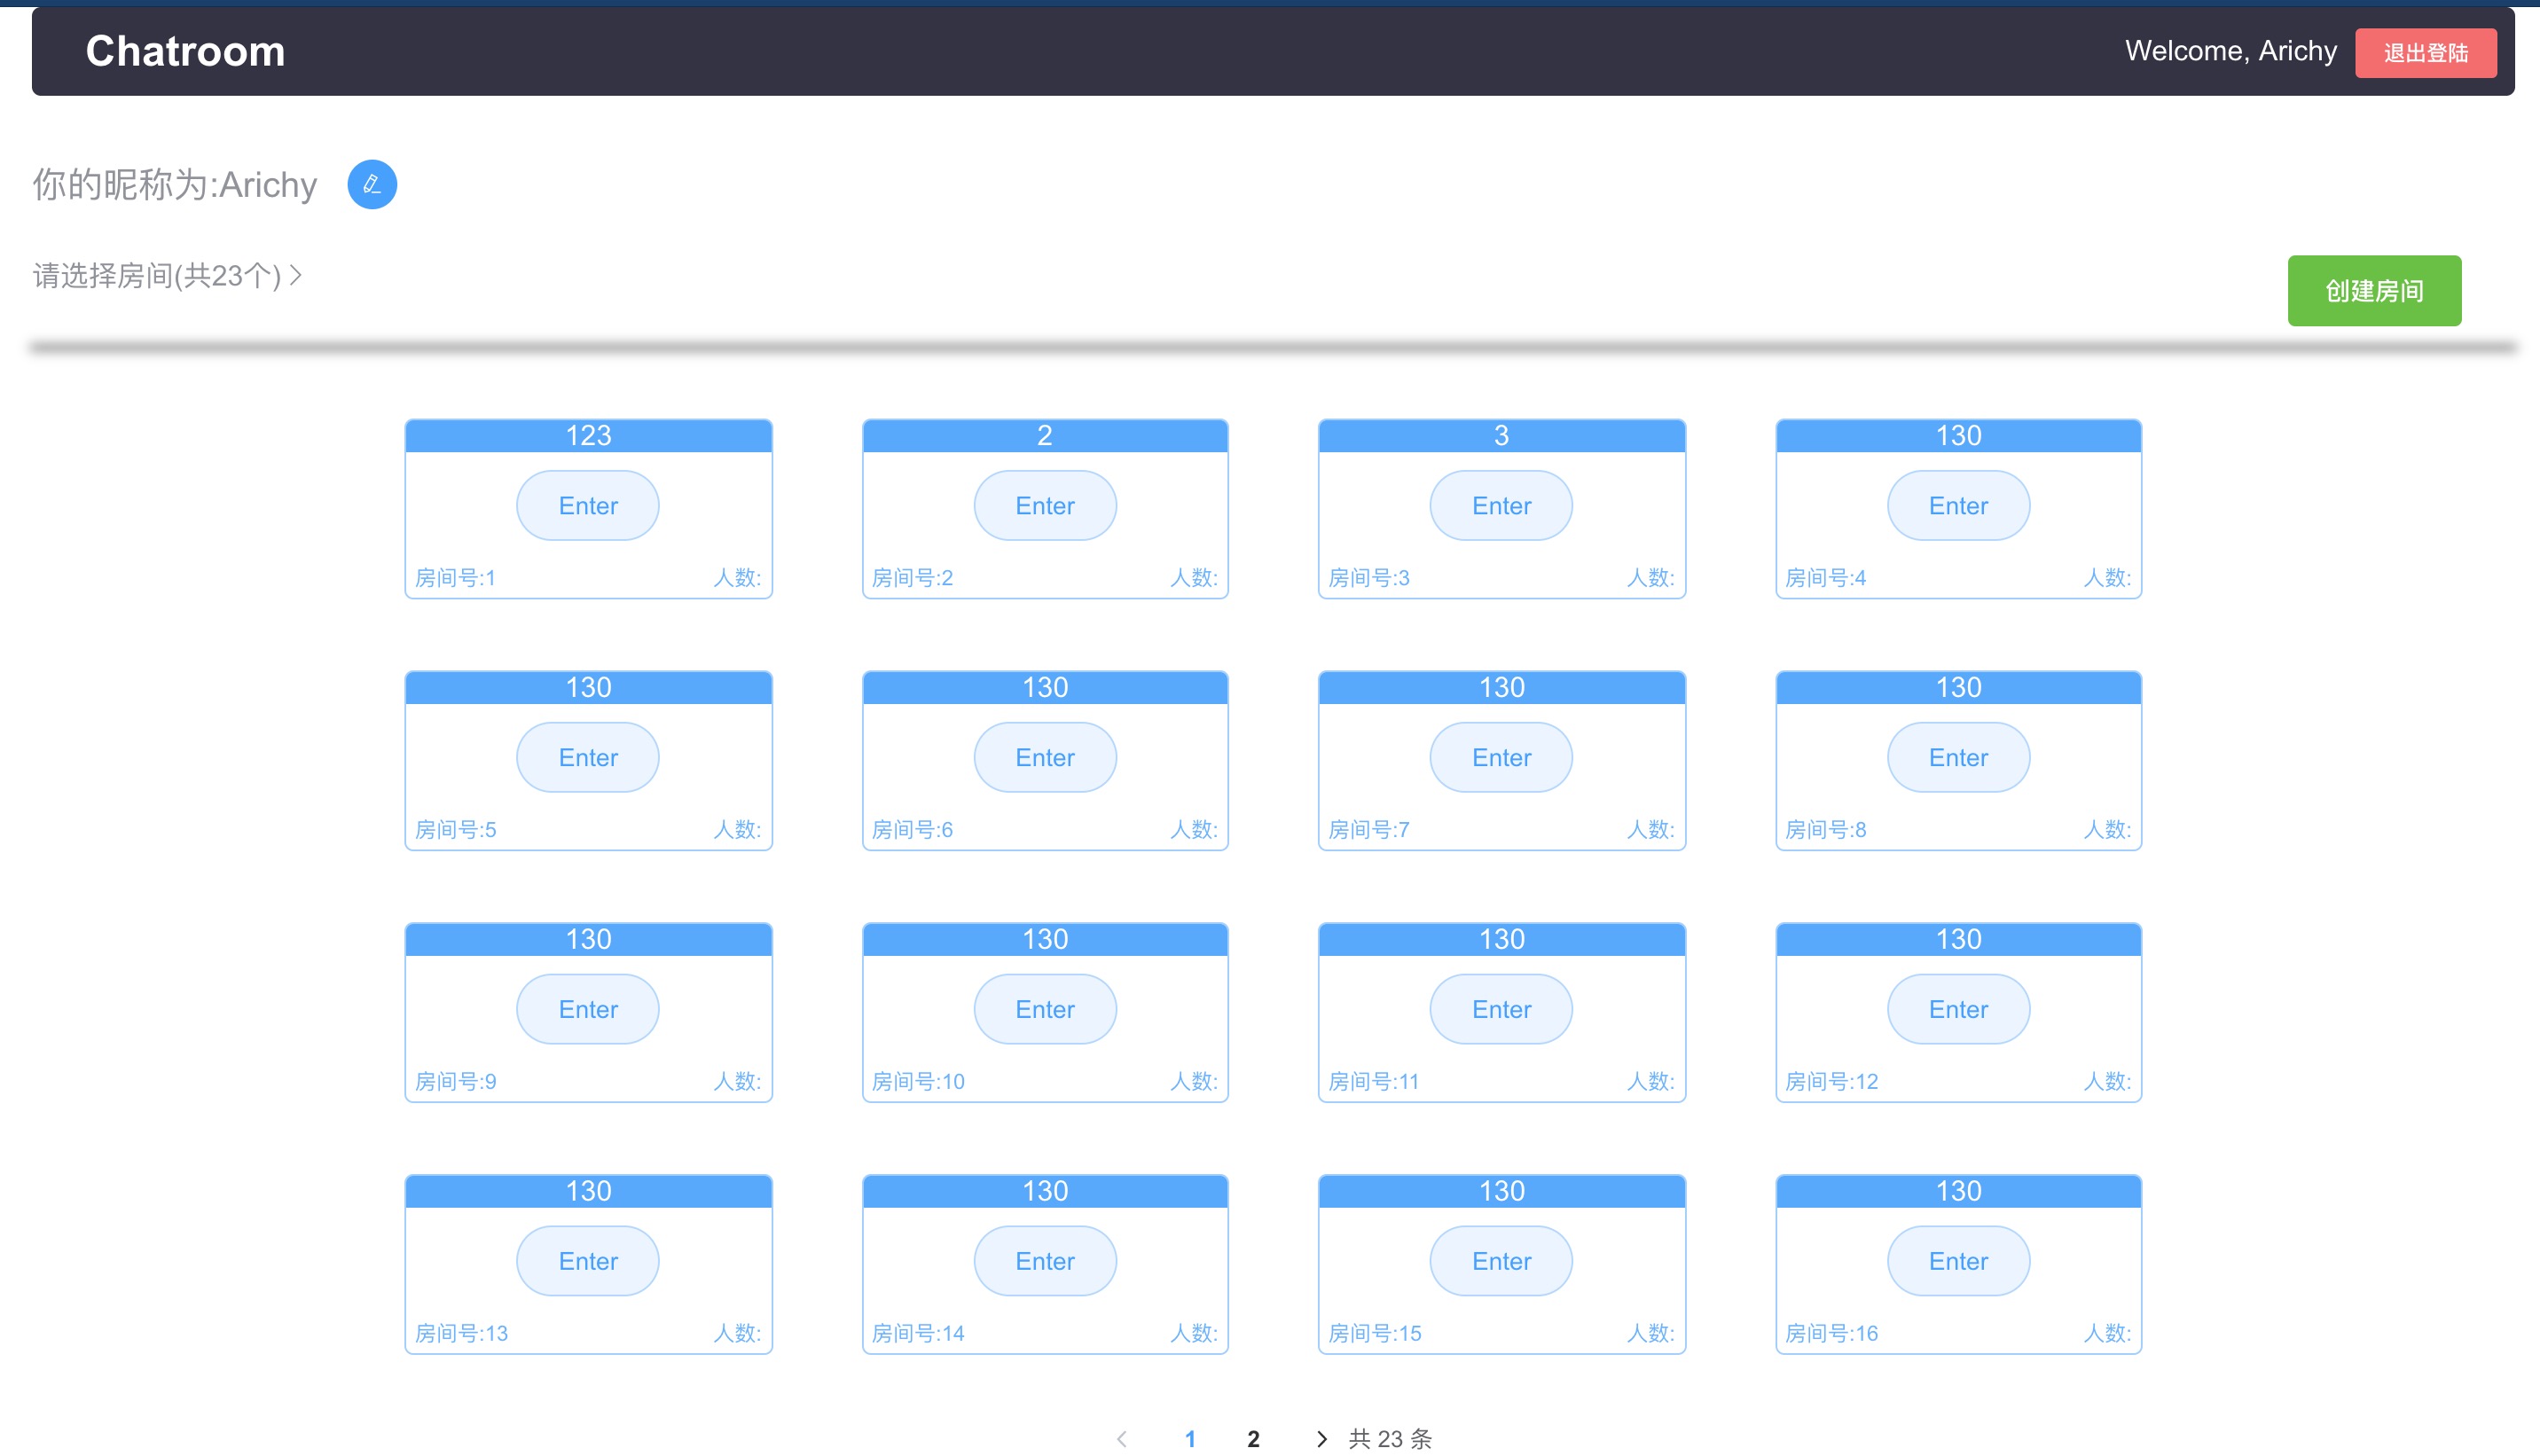 Chatroom
Welcome, Arichy 退出登陆
你的昵称为:Arichy
请选择房间(共23个)
创建房间
123 2 3 130
Enter Enter Enter Enter
房间号:1 人数: 房间号:2 人数: 房间号:3 人数: 房间号:4 人数:
130 130 130 130
Enter Enter Enter Enter
房间号:5 人数: 房间号:6 人数: 房间号:7 人数: 房间号:8 人数:
130 130 130 130
Enter Enter Enter Enter
房间号:9 人数: 房间号:10 人数: 房间号:11 人数: 房间号:12 人数:
130 130 130 130
Enter Enter Enter Enter
房间号:13 人数: 房间号:14 人数: 房间号:15 人数: 房间号:16 人数:
1 2 共 23 条